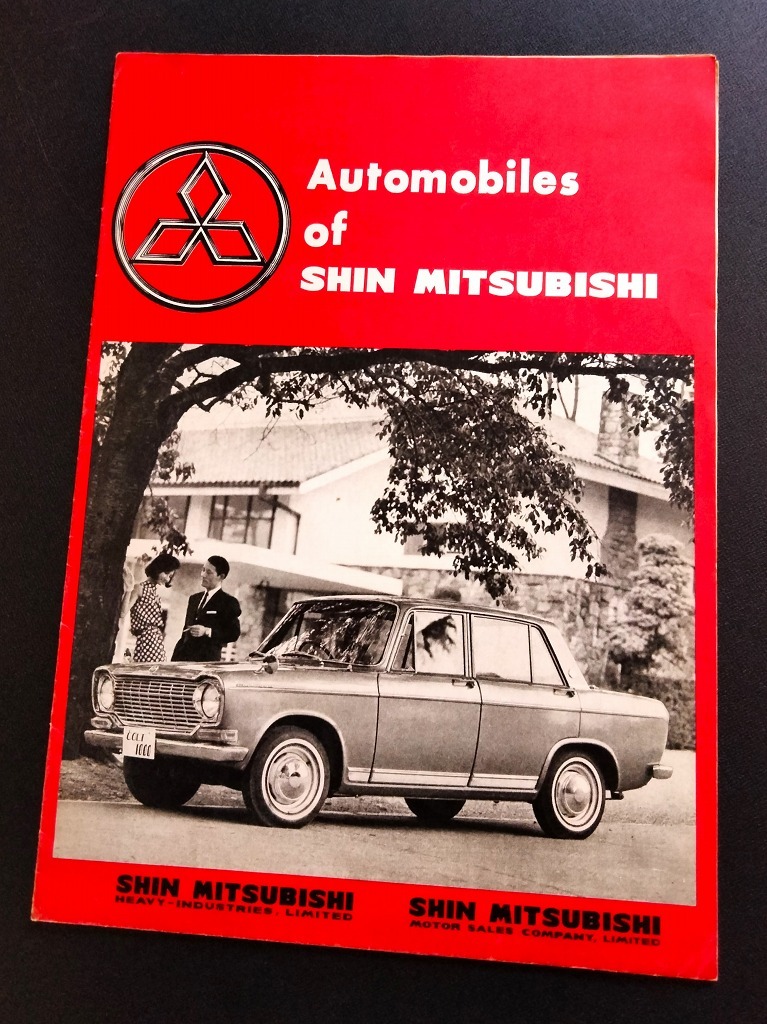 Automobiles
of
SHIN MITSUBISHI
COLT
1000
SHIN MITSUBISHI
HEAVY-INDUSTRIES, LIMITED
SHIN MITSUBISHI
MOTOR SALES COMPANY, LIMITED